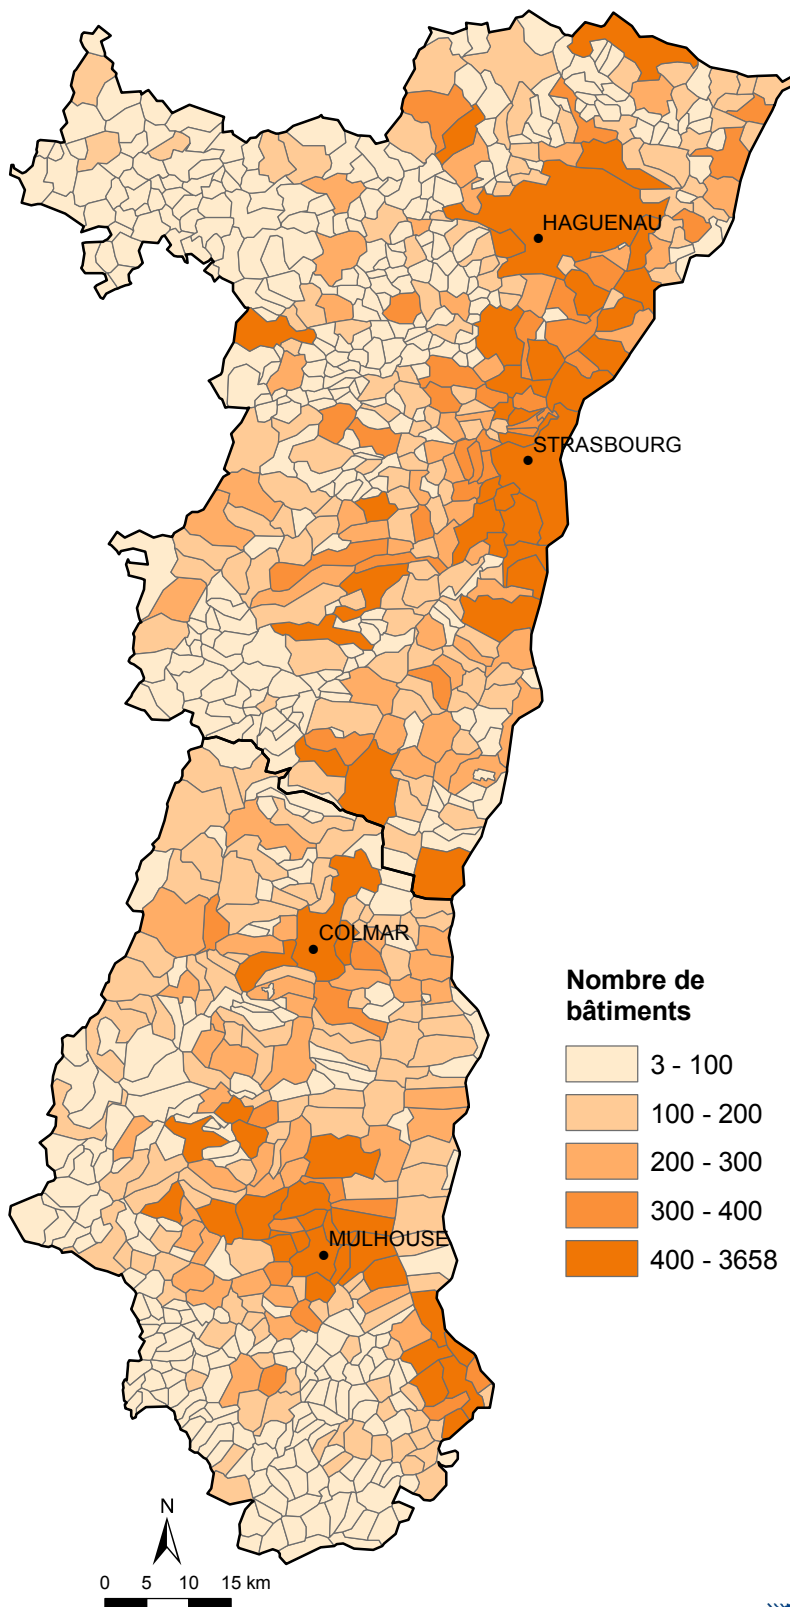 HAGUENAU
STRASBOURG
COLMAR
Nombre de
bâtiments
3 - 100
100 - 200
200 - 300
300 - 400
400 - 3658
MULHOUSE
N
0 5 10 15 km